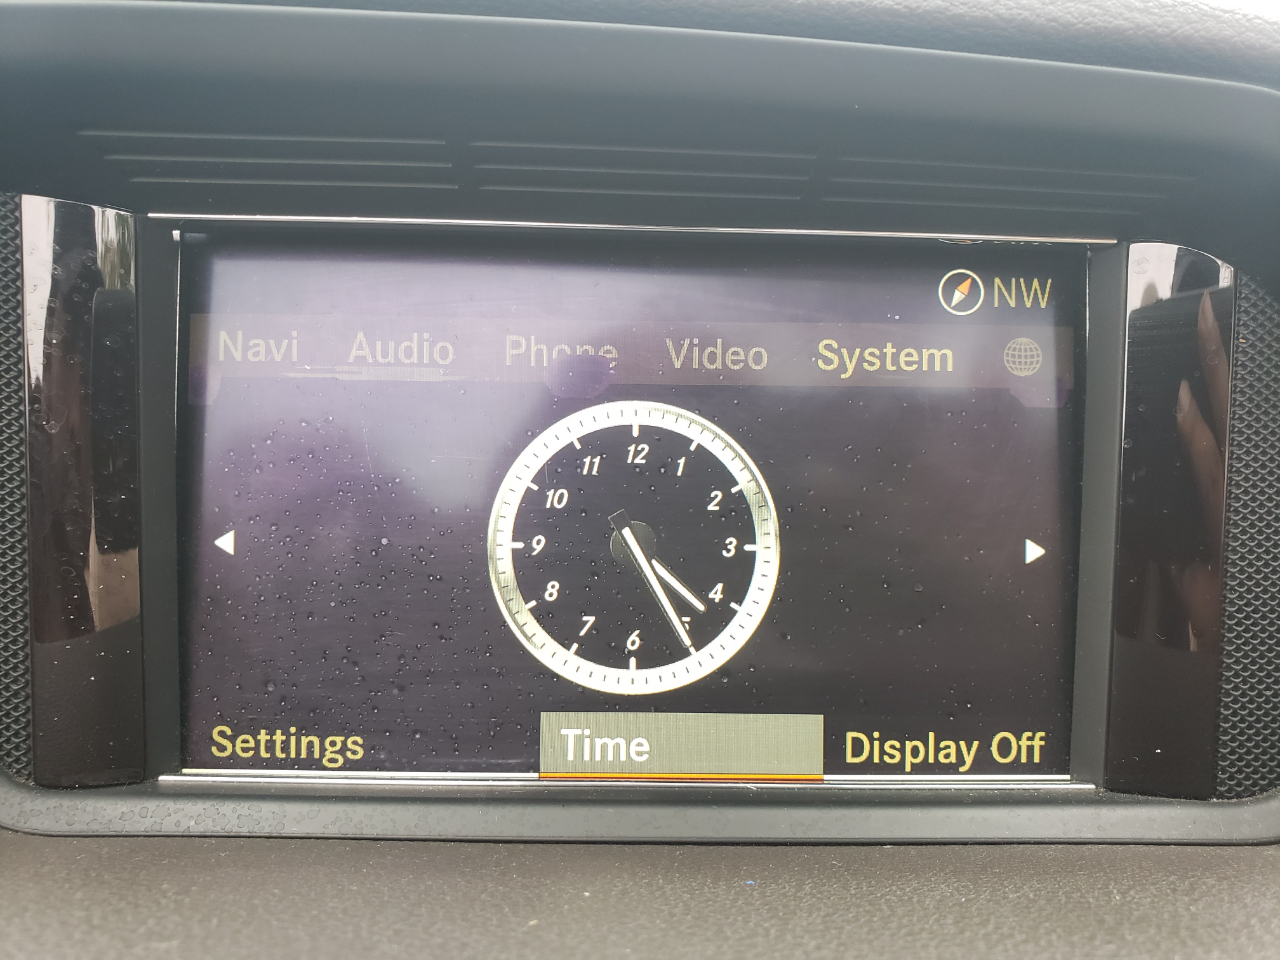 NW
Navi Audio Phone Video System
12
11 1
10 2
9 3
8 4
7 5
6
Settings Time Display Off